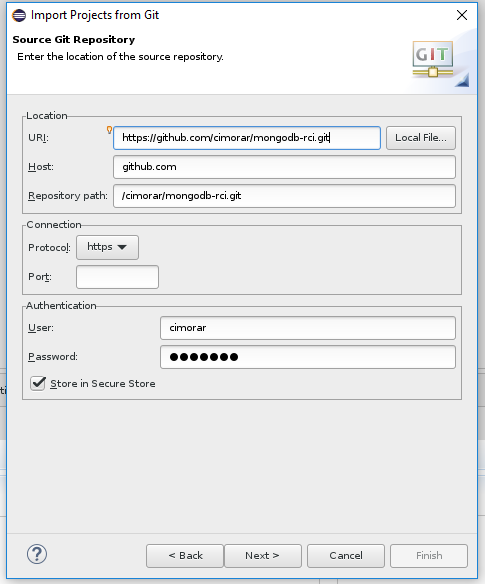 Import Projects from Git
Source Git Repository
Enter the location of the source repository.
GIT
Location
URI: https://github.com/cimorar/mongodb-rci.git Local File...
Host: github.com
Repository path: /cimorar/mongodb-rci.git
Connection
Protocol: https
Port:
Authentication
User: cimorar
Password: ●●●●●●●
Store in Secure Store
? < Back Next > Cancel Finish